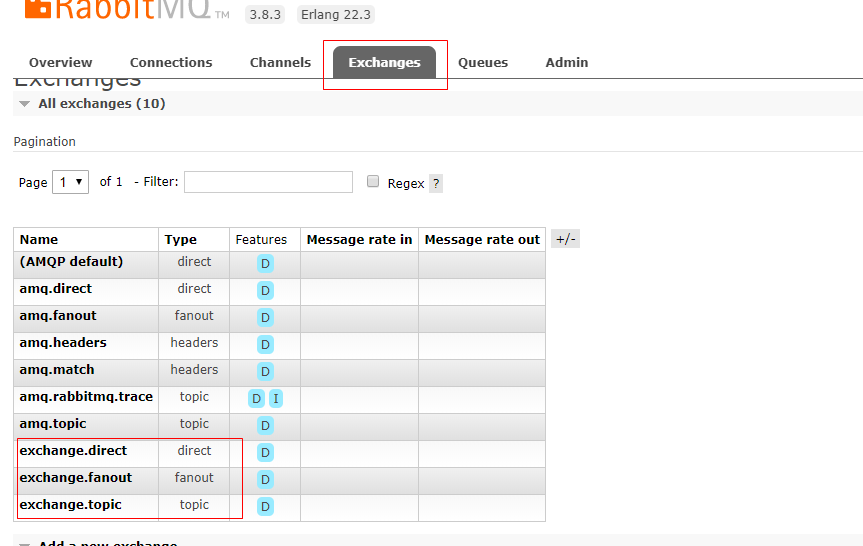 RabbitMQ TM 3.8.3 Erlang 22.3
Overview Connections Channels Exchanges Queues Admin
Exchanges
All exchanges (10)
Pagination
Page 1 of 1 - Filter: Regex ?
Name Type Features Message rate in Message rate out +/-
(AMQP default) direct D
amq.direct direct D
amq.fanout fanout D
amq.headers headers D
amq.match headers D
amq.rabbitmq.trace topic D I
amq.topic topic D
exchange.direct direct D
exchange.fanout fanout D
exchange.topic topic D
Add a new exchange